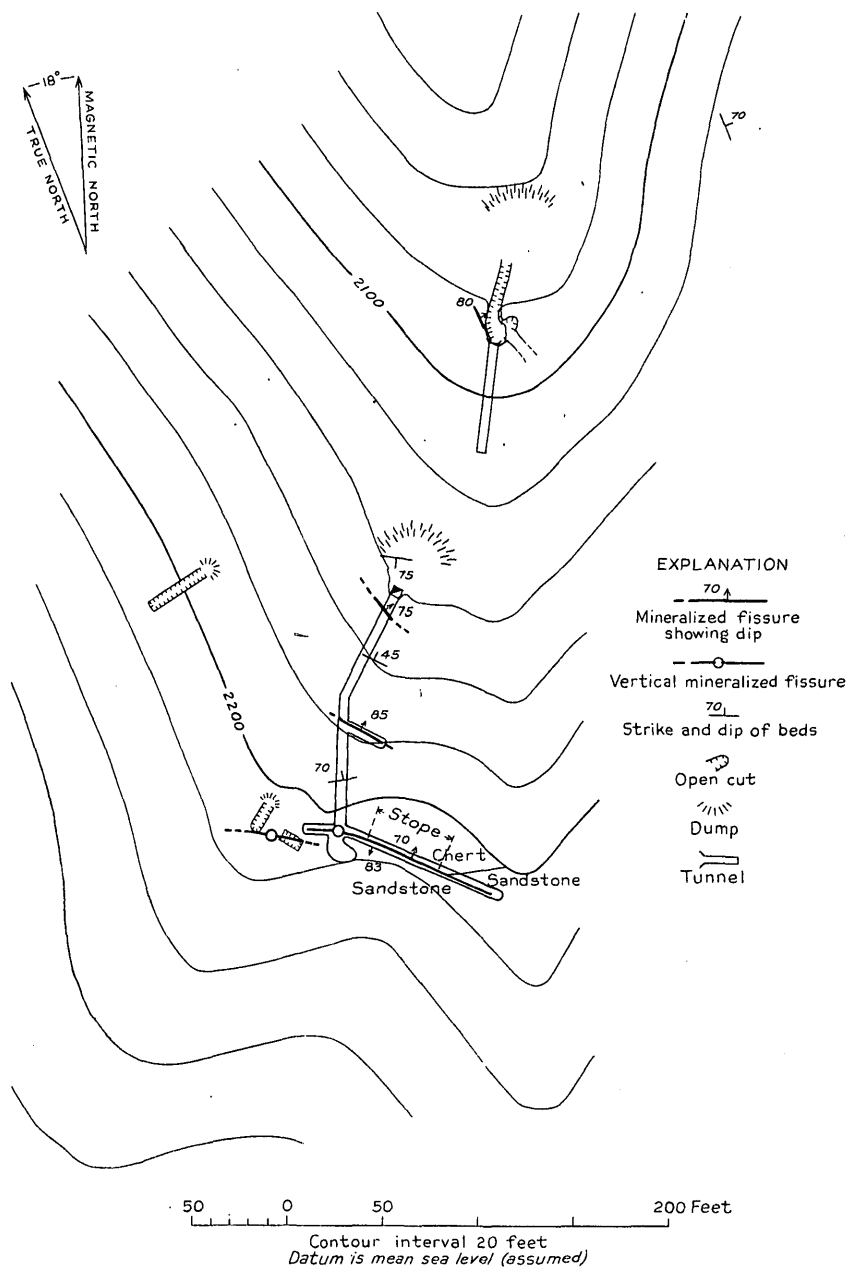 18°
TRUE NORTH
MAGNETIC NORTH
70
2100
80
75
75
45
2200
85
70
Stope
70
Chert
83
Sandstone
Sandstone
EXPLANATION
70
Mineralized fissure
showing dip
Vertical mineralized fissure
70
Strike and dip of beds
Open cut
Dump
Tunnel
50 0 50 200 Feet
Contour interval 20 feet
Datum is mean sea level (assumed)